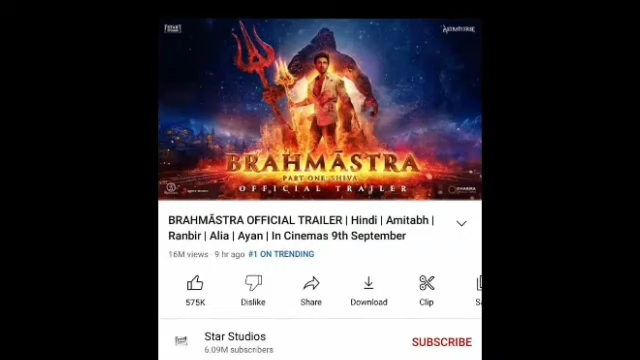 BRAHMĀSTRA
PART ONE: SHIVA
OFFICIAL TRAILER
BRAHMĀSTRA OFFICIAL TRAILER | Hindi | Amitabh |
Ranbir | Alia | Ayan | In Cinemas 9th September
16M views · 9 hr ago #1 ON TRENDING
575K Dislike Share Download Clip
Star Studios
6.09M subscribers
SUBSCRIBE